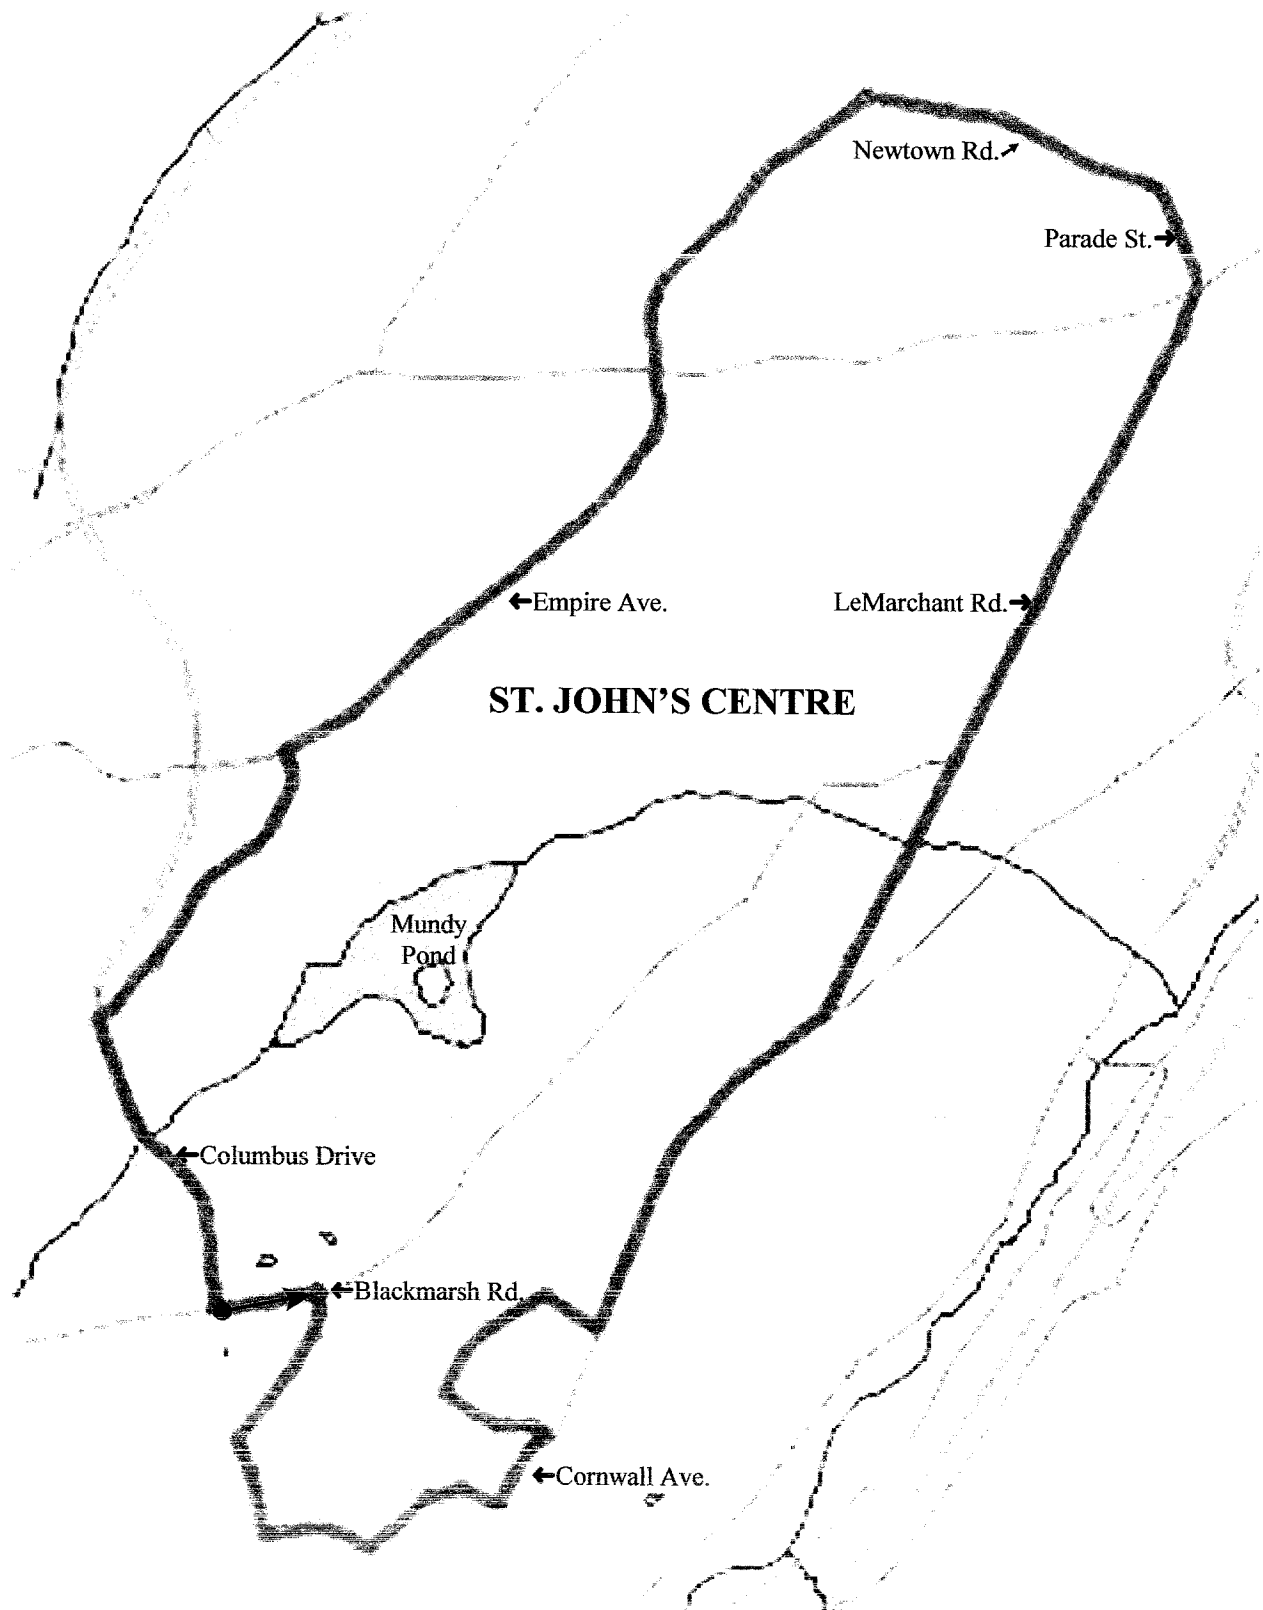 Newtown Rd.
Parade St.
Empire Ave.
LeMarchant Rd.
ST. JOHN'S CENTRE
Mundy
Pond
Columbus Drive
Blackmarsh Rd.
Cornwall Ave.